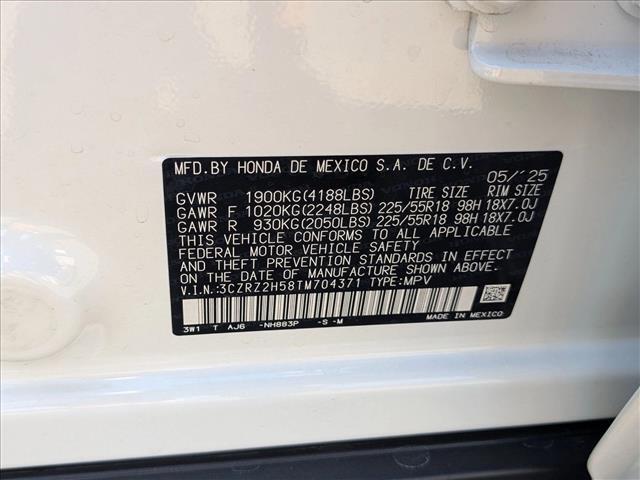 MFD.BY HONDA DE MEXICO S.A. DE C.V. 05/'25
GVWR 1900KG(4188LBS) TIRE SIZE RIM SIZE
GAWR F 1020KG(2248LBS) 225/55R18 98H 18X7.0J
GAWR R 930KG(2050LBS) 225/55R18 98H 18X7.0J
THIS VEHICLE CONFORMS TO ALL APPLICABLE
FEDERAL MOTOR VEHICLE SAFETY
AND THEFT PREVENTION STANDARDS IN EFFECT
ON THE DATE OF MANUFACTURE SHOWN ABOVE.
V.I.N.:3CZRZ2H58TM704371 TYPE:MPV
3W1 T AJ6 -NH883P -S -M MADE IN MEXICO